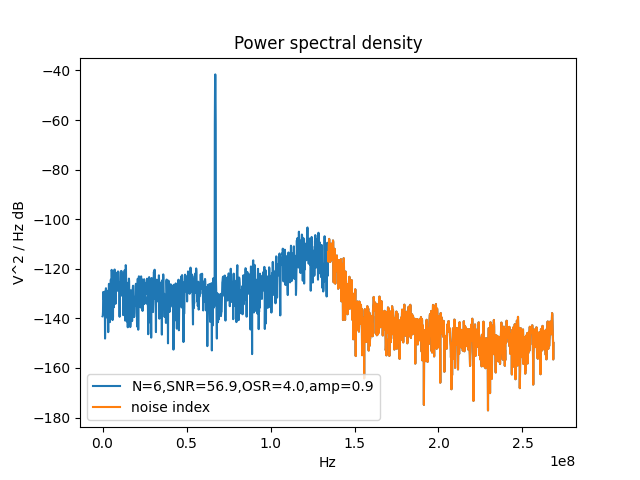 Power spectral density
V^2 / Hz dB
−40
−60
−80
−100
−120
−140
−160
−180
N=6,SNR=56.9,OSR=4.0,amp=0.9
noise index
0.0 0.5 1.0 1.5 2.0 2.5
1e8
Hz